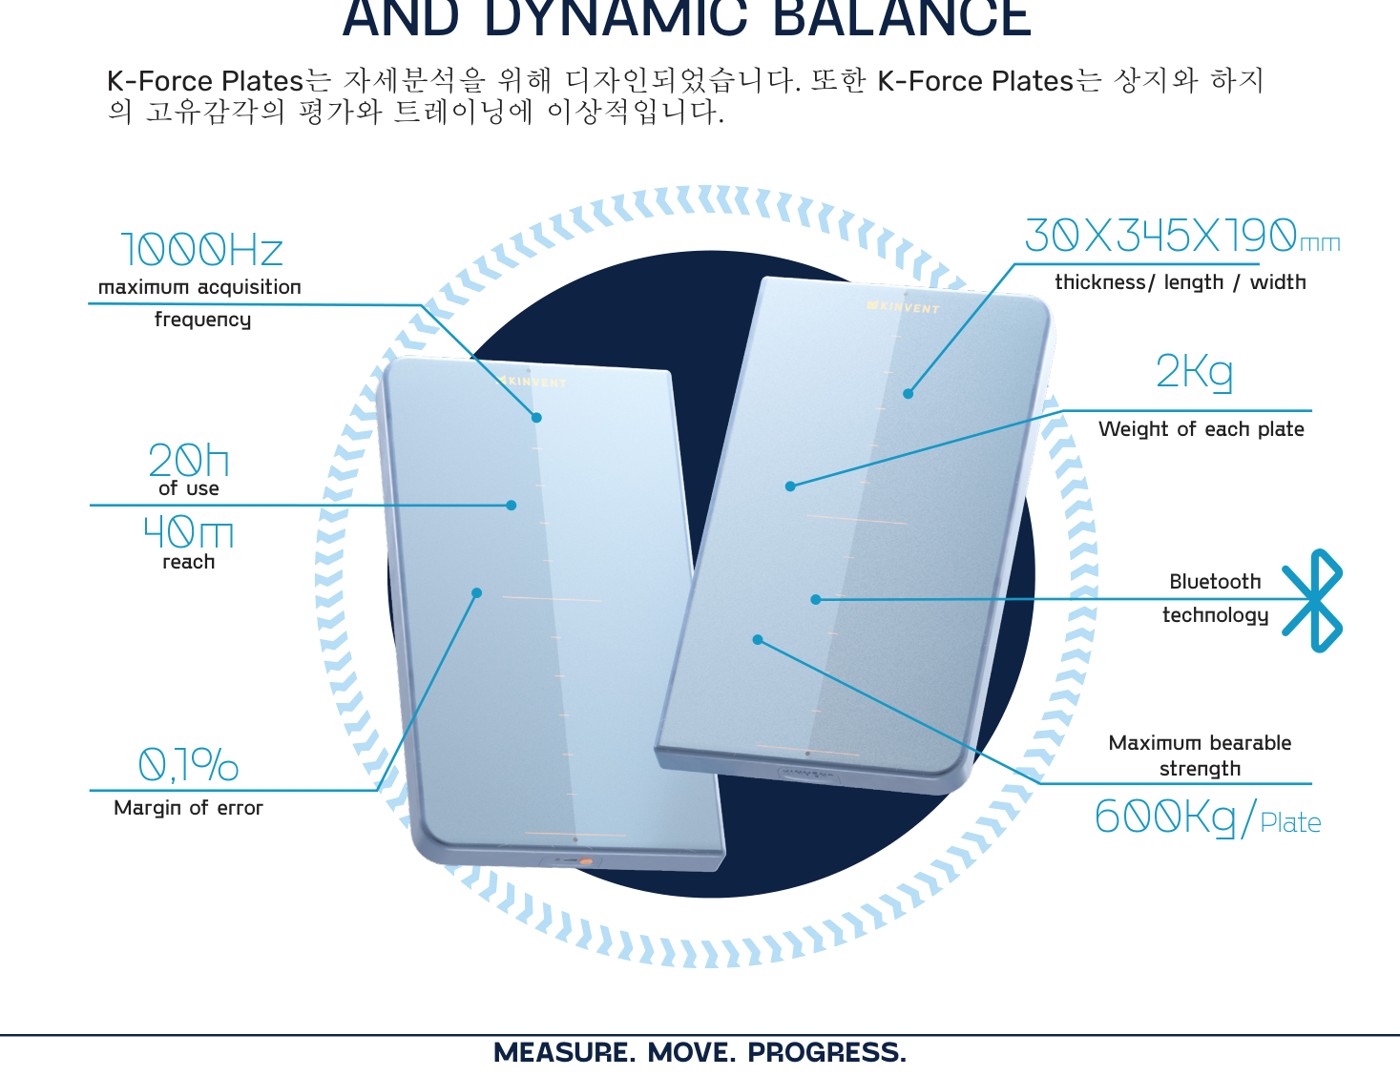 AND DYNAMIC BALANCE
K-Force Plates는 자세분석을 위해 디자인되었습니다. 또한 K-Force Plates는 상지와 하지
의 고유감각의 평가와 트레이닝에 이상적입니다.
1000Hz
maximum acquisition
frequency
20h
of use
40m
reach
0,1%
Margin of error
KINVENT
KINVENT
30X345X190mm
thickness/ length / width
2Kg
Weight of each plate
Bluetooth
technology
Maximum bearable
strength
600Kg/Plate
MEASURE. MOVE. PROGRESS.